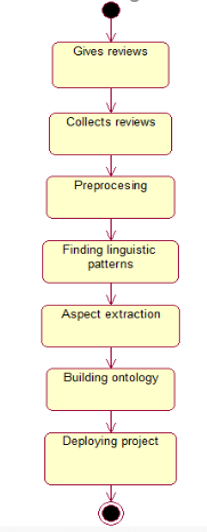 Gives reviews
Collects reviews
Preprocesing
Finding linguistic
patterns
Aspect extraction
Building ontology
Deploying project